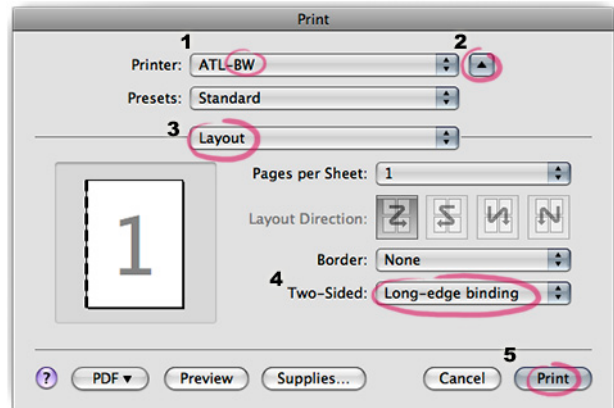 Print
1 2
Printer: ATL-BW
Presets: Standard
3 Layout
Pages per Sheet: 1
1
Layout Direction:
Border: None
4 Two-Sided: Long-edge binding
5
? PDF Preview Supplies... Cancel Print